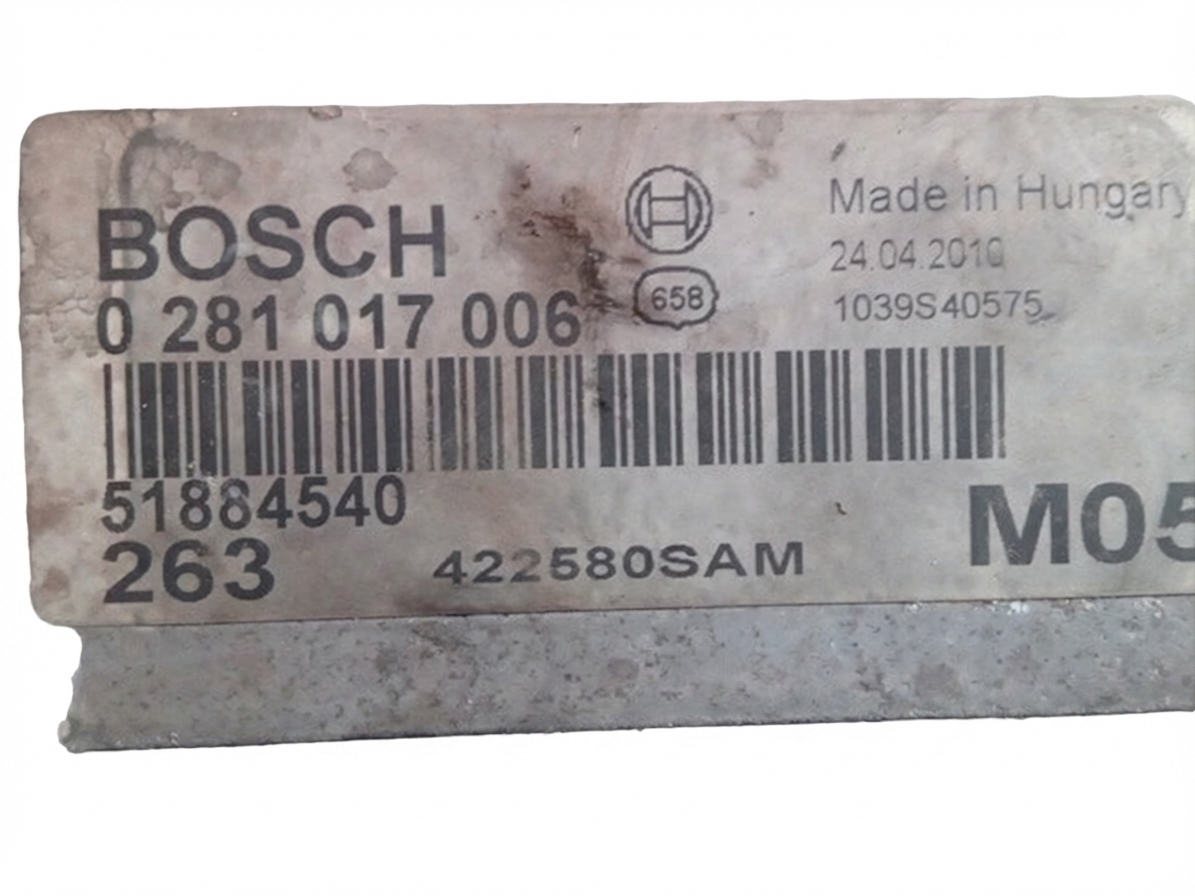 BOSCH
0 281 017 006
658
Made in Hungary
24.04.2010
1039S40575
51884540
263
422580SAM
M05